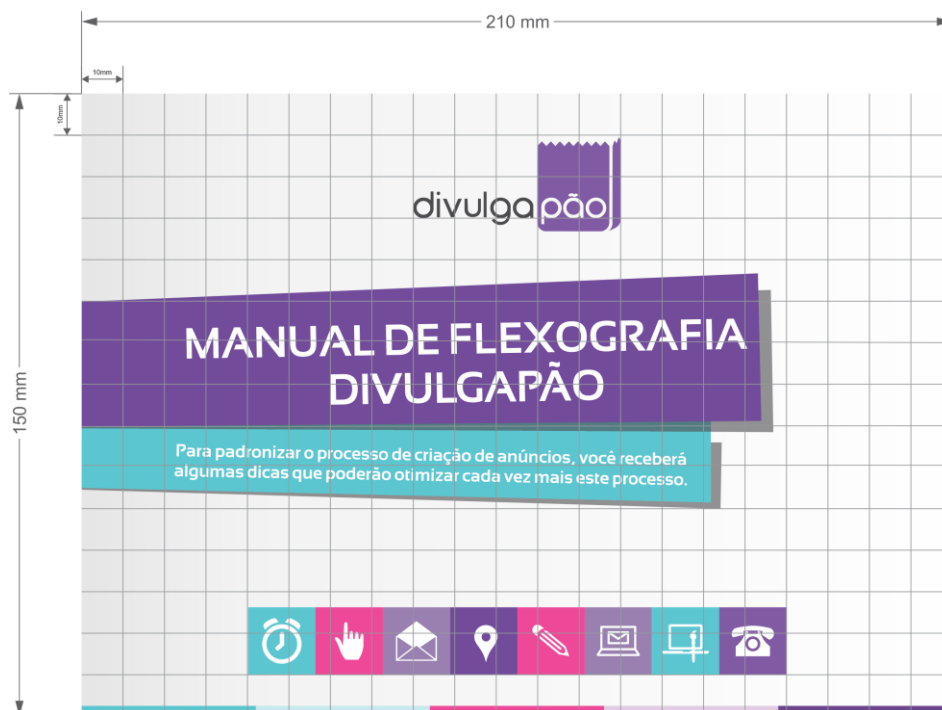 210 mm
10mm
10mm
divulgapão
150 mm
MANUAL DE FLEXOGRAFIA
DIVULGAPÃO
Para padronizar o processo de criação de anúncios, você receberá
algumas dicas que poderão otimizar cada vez mais este processo.